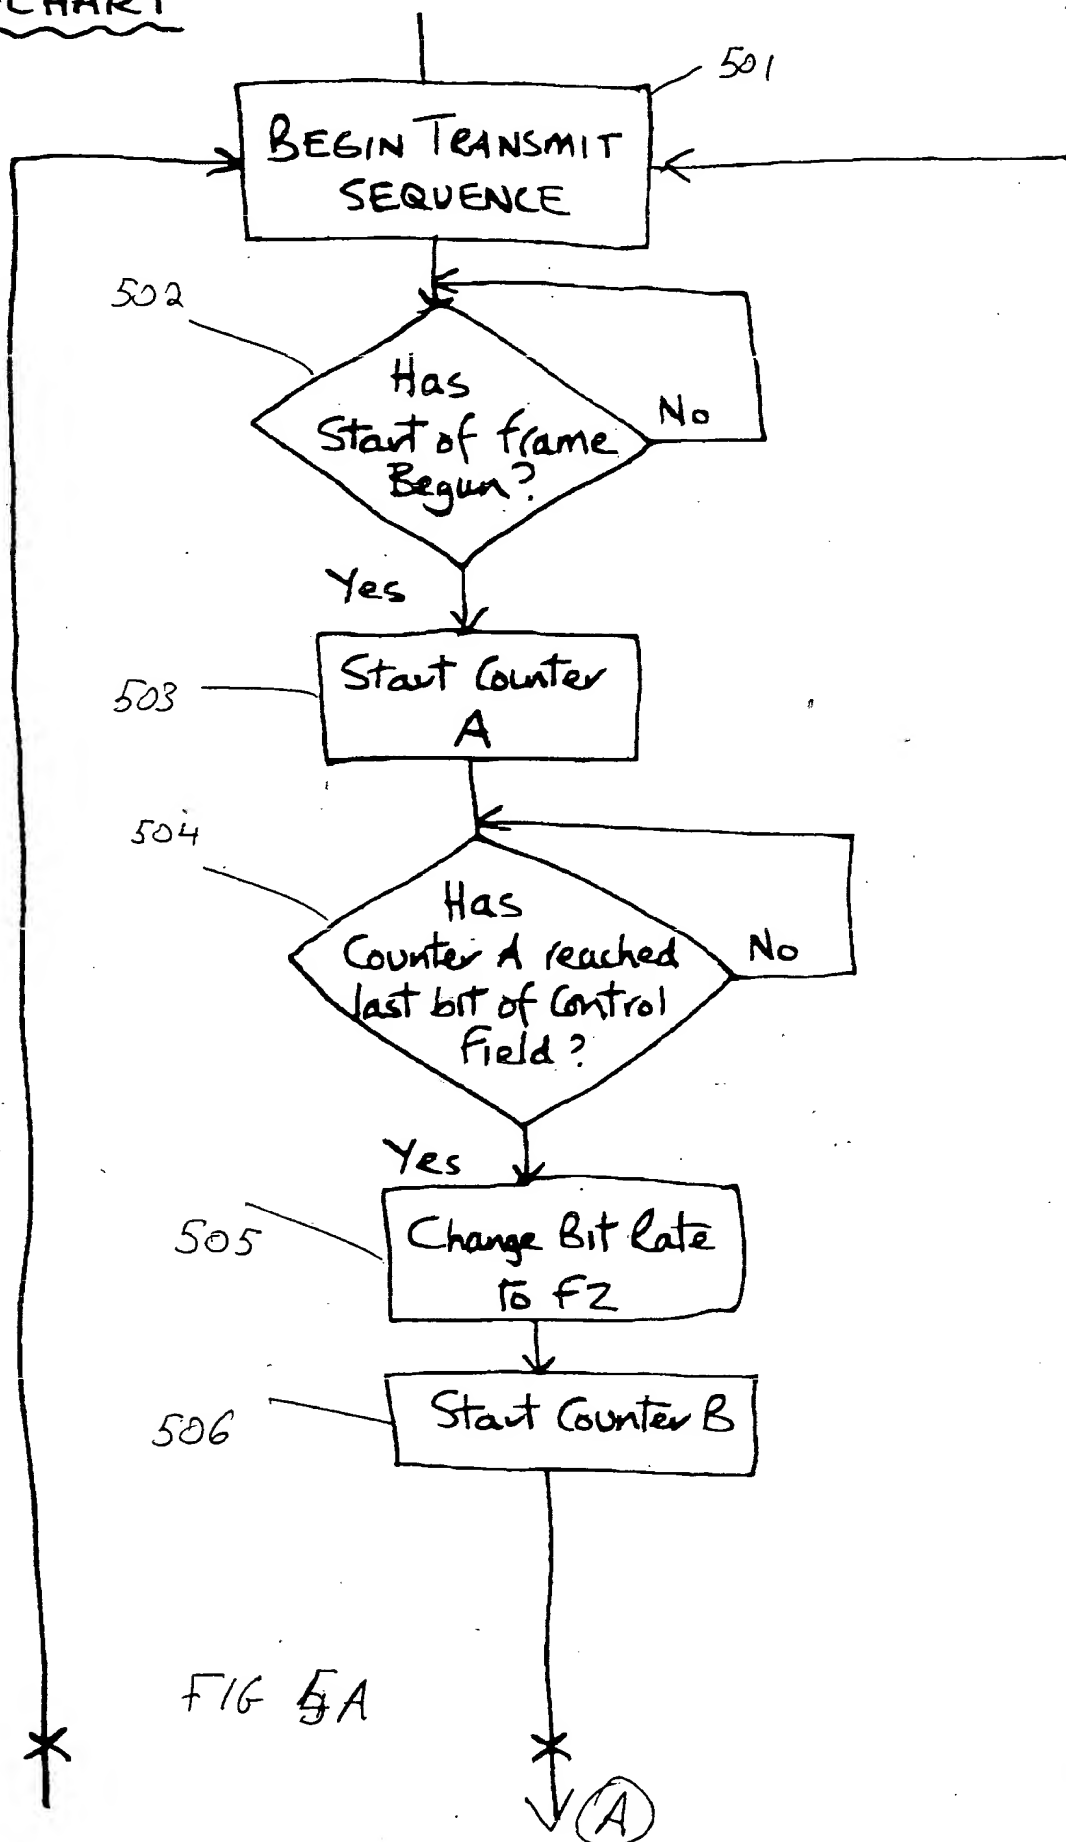 CHART
501
BEGIN TRANSMIT
SEQUENCE
502
Has
Start of frame
Begun?
No
Yes
503
Start Counter
A
504
Has
Counter A reached
last bit of Control
Field?
No
Yes
505
Change Bit Rate
To F2
506
Start Counter B
FIG 5A
A